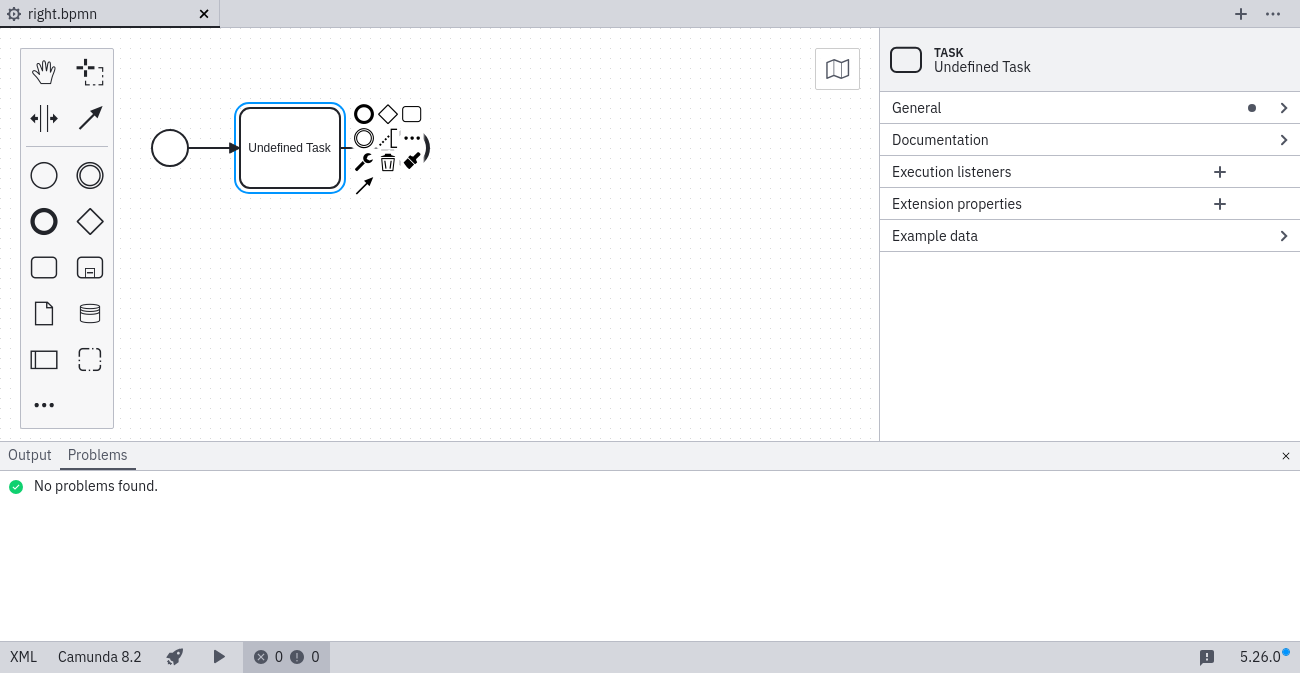 right.bpmn
Undefined Task
TASK
Undefined Task
General
Documentation
Execution listeners
Extension properties
Example data
Output Problems
No problems found.
XML Camunda 8.2 0 0 5.26.0